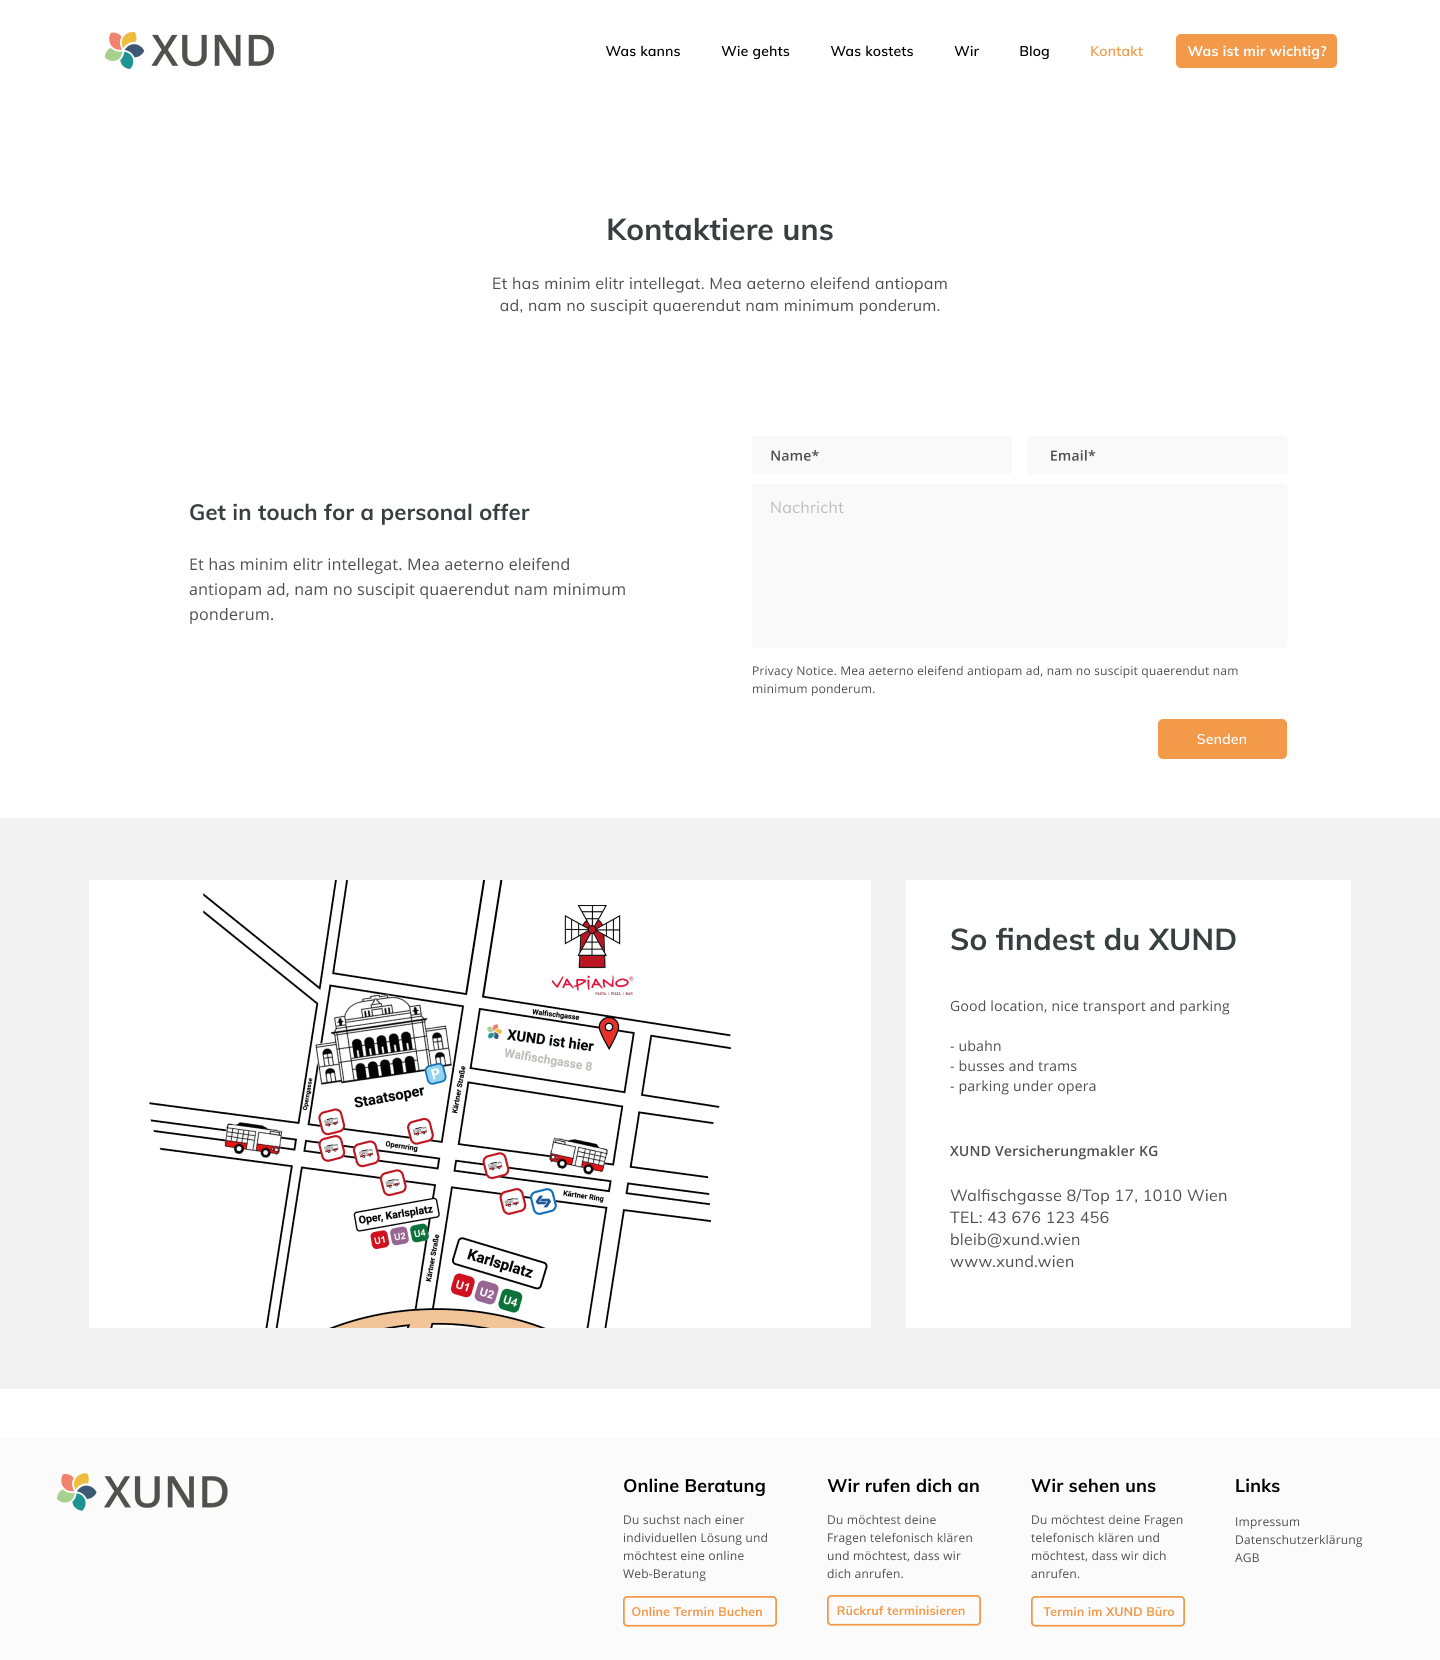 XUND
Was kanns
Wie gehts
Was kostets
Wir
Blog
Kontakt
Was ist mir wichtig?
Kontaktiere uns
Et has minim elitr intellegat. Mea aeterno eleifend antiopam
ad, nam no suscipit quaerendut nam minimum ponderum.
Get in touch for a personal offer
Et has minim elitr intellegat. Mea aeterno eleifend
antiopam ad, nam no suscipit quaerendut nam minimum
ponderum.
Name*
Email*
Nachricht
Privacy Notice. Mea aeterno eleifend antiopam ad, nam no suscipit quaerendut nam
minimum ponderum.
Senden
VAPIANO®
PASTA | PIZZA | BAR
Walfischgasse
XUND ist hier
Walfischgasse 8
P
Staatsoper
Operngasse
Kärtner Straße
Opernring
Kärtner Ring
Oper, Karlsplatz
U1
U2
U4
Kärtner Straße
Karlsplatz
U1
U2
U4
So findest du XUND
Good location, nice transport and parking
- ubahn
- busses and trams
- parking under opera
XUND Versicherungmakler KG
Walfischgasse 8/Top 17, 1010 Wien
TEL: 43 676 123 456
bleib@xund.wien
www.xund.wien
XUND
Online Beratung
Du suchst nach einer
individuellen Lösung und
möchtest eine online
Web-Beratung
Online Termin Buchen
Wir rufen dich an
Du möchtest deine
Fragen telefonisch klären
und möchtest, dass wir
dich anrufen.
Rückruf terminisieren
Wir sehen uns
Du möchtest deine Fragen
telefonisch klären und
möchtest, dass wir dich
anrufen.
Termin im XUND Büro
Links
Impressum
Datenschutzerklärung
AGB